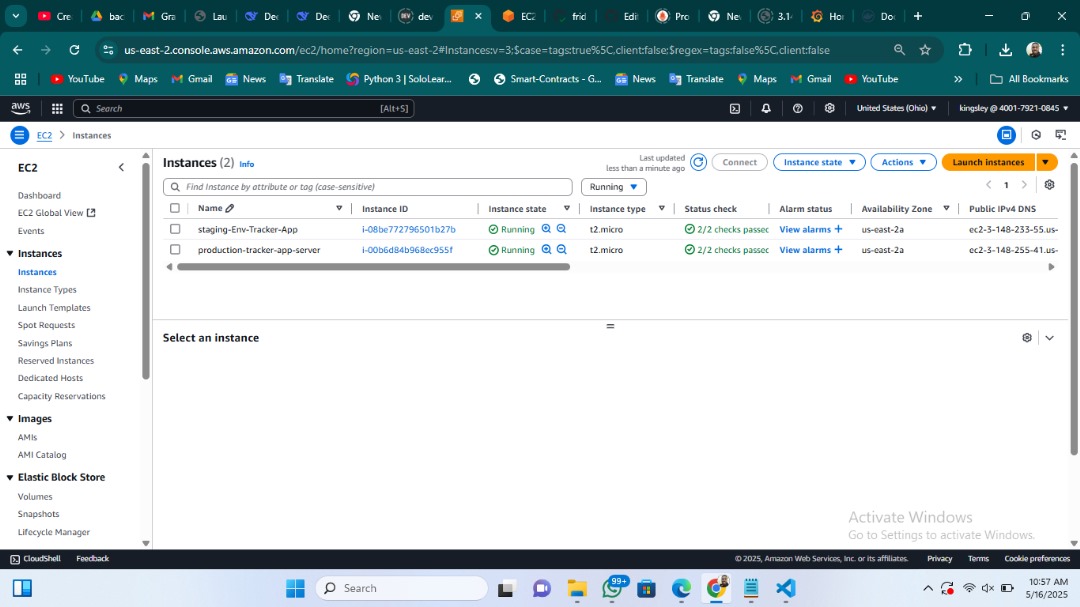 Cre
bac
Gra
Lau
Dee
Dee
Nev
dev
EC2
frid
Edit
Pro
Nev
3.14
Hor
Doc
us-east-2.console.aws.amazon.com/ec2/home?region=us-east-2#Instances:v=3;$case=tags:true%5C,client:false;$regex=tags:false%5C,client:false
YouTube Maps Gmail News Translate Python 3 | SoloLear... Smart-Contracts - G... News Translate Maps Gmail YouTube » All Bookmarks
aws Search [Alt+S] United States (Ohio) kingsley @ 4001-7921-0845
EC2 > Instances
EC2
Dashboard
EC2 Global View
Events
Instances
Instances
Instance Types
Launch Templates
Spot Requests
Savings Plans
Reserved Instances
Dedicated Hosts
Capacity Reservations
Images
AMIs
AMI Catalog
Elastic Block Store
Volumes
Snapshots
Lifecycle Manager
Instances (2) Info
Last updated
less than a minute ago
Connect Instance state Actions Launch instances
Find Instance by attribute or tag (case-sensitive) Running
1
Name Instance ID Instance state Instance type Status check Alarm status Availability Zone Public IPv4 DNS
staging-Env-Tracker-App i-08be772796501b27b Running t2.micro 2/2 checks passed View alarms + us-east-2a ec2-3-148-233-55.us-
production-tracker-app-server i-00b6d84b968ec955f Running t2.micro 2/2 checks passed View alarms + us-east-2a ec2-3-148-255-41.us-
Select an instance
Activate Windows
Go to Settings to activate Windows.
CloudShell Feedback © 2025, Amazon Web Services, Inc. or its affiliates. Privacy Terms Cookie preferences
Search 99+ 10:57 AM
5/16/2025